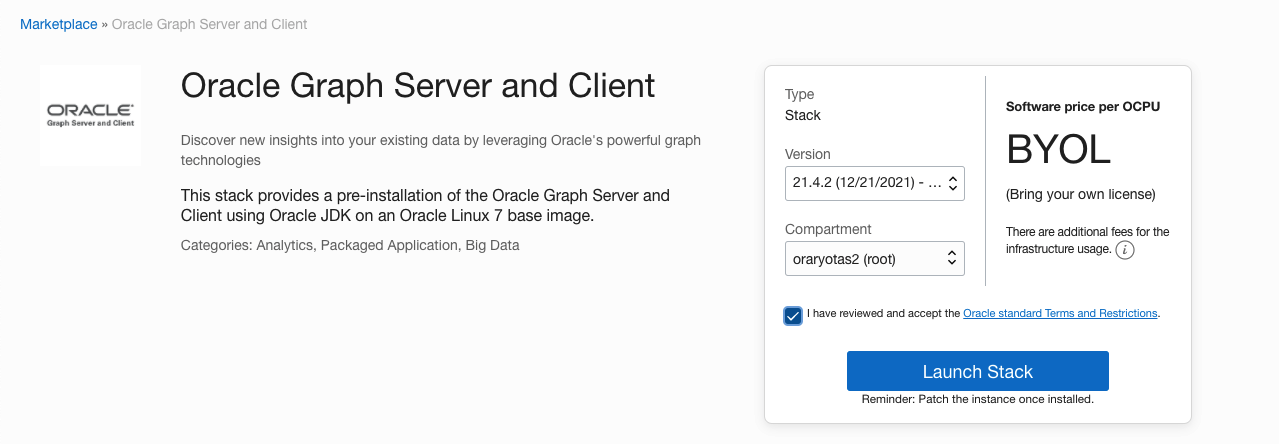 Marketplace » Oracle Graph Server and Client
ORACLE
Graph Server and Client
Oracle Graph Server and Client
Discover new insights into your existing data by leveraging Oracle's powerful graph
technologies
This stack provides a pre-installation of the Oracle Graph Server and
Client using Oracle JDK on an Oracle Linux 7 base image.
Categories: Analytics, Packaged Application, Big Data
Type
Stack
Version
21.4.2 (12/21/2021) - ...
Compartment
oraryotas2 (root)
Software price per OCPU
BYOL
(Bring your own license)
There are additional fees for the
infrastructure usage. i
I have reviewed and accept the Oracle standard Terms and Restrictions.
Launch Stack
Reminder: Patch the instance once installed.